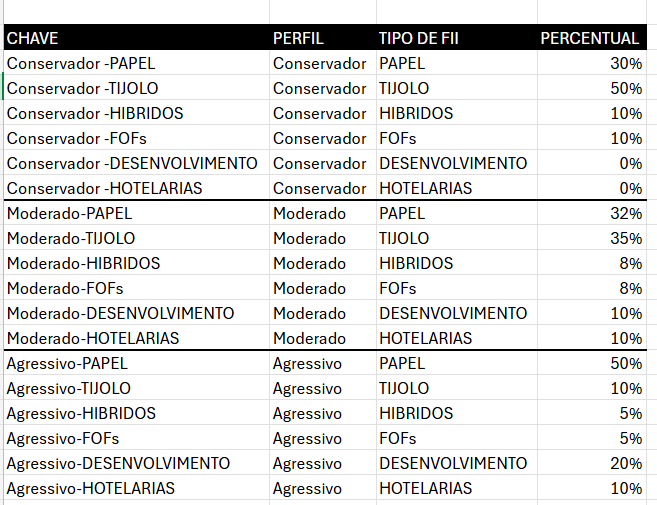 CHAVE PERFIL TIPO DE FII PERCENTUAL
Conservador -PAPEL Conservador PAPEL 30%
Conservador -TIJOLO Conservador TIJOLO 50%
Conservador -HIBRIDOS Conservador HIBRIDOS 10%
Conservador -FOFs Conservador FOFs 10%
Conservador -DESENVOLVIMENTO Conservador DESENVOLVIMENTO 0%
Conservador -HOTELARIAS Conservador HOTELARIAS 0%
Moderado-PAPEL Moderado PAPEL 32%
Moderado-TIJOLO Moderado TIJOLO 35%
Moderado-HIBRIDOS Moderado HIBRIDOS 8%
Moderado-FOFs Moderado FOFs 8%
Moderado-DESENVOLVIMENTO Moderado DESENVOLVIMENTO 10%
Moderado-HOTELARIAS Moderado HOTELARIAS 10%
Agressivo-PAPEL Agressivo PAPEL 50%
Agressivo-TIJOLO Agressivo TIJOLO 10%
Agressivo-HIBRIDOS Agressivo HIBRIDOS 5%
Agressivo-FOFs Agressivo FOFs 5%
Agressivo-DESENVOLVIMENTO Agressivo DESENVOLVIMENTO 20%
Agressivo-HOTELARIAS Agressivo HOTELARIAS 10%